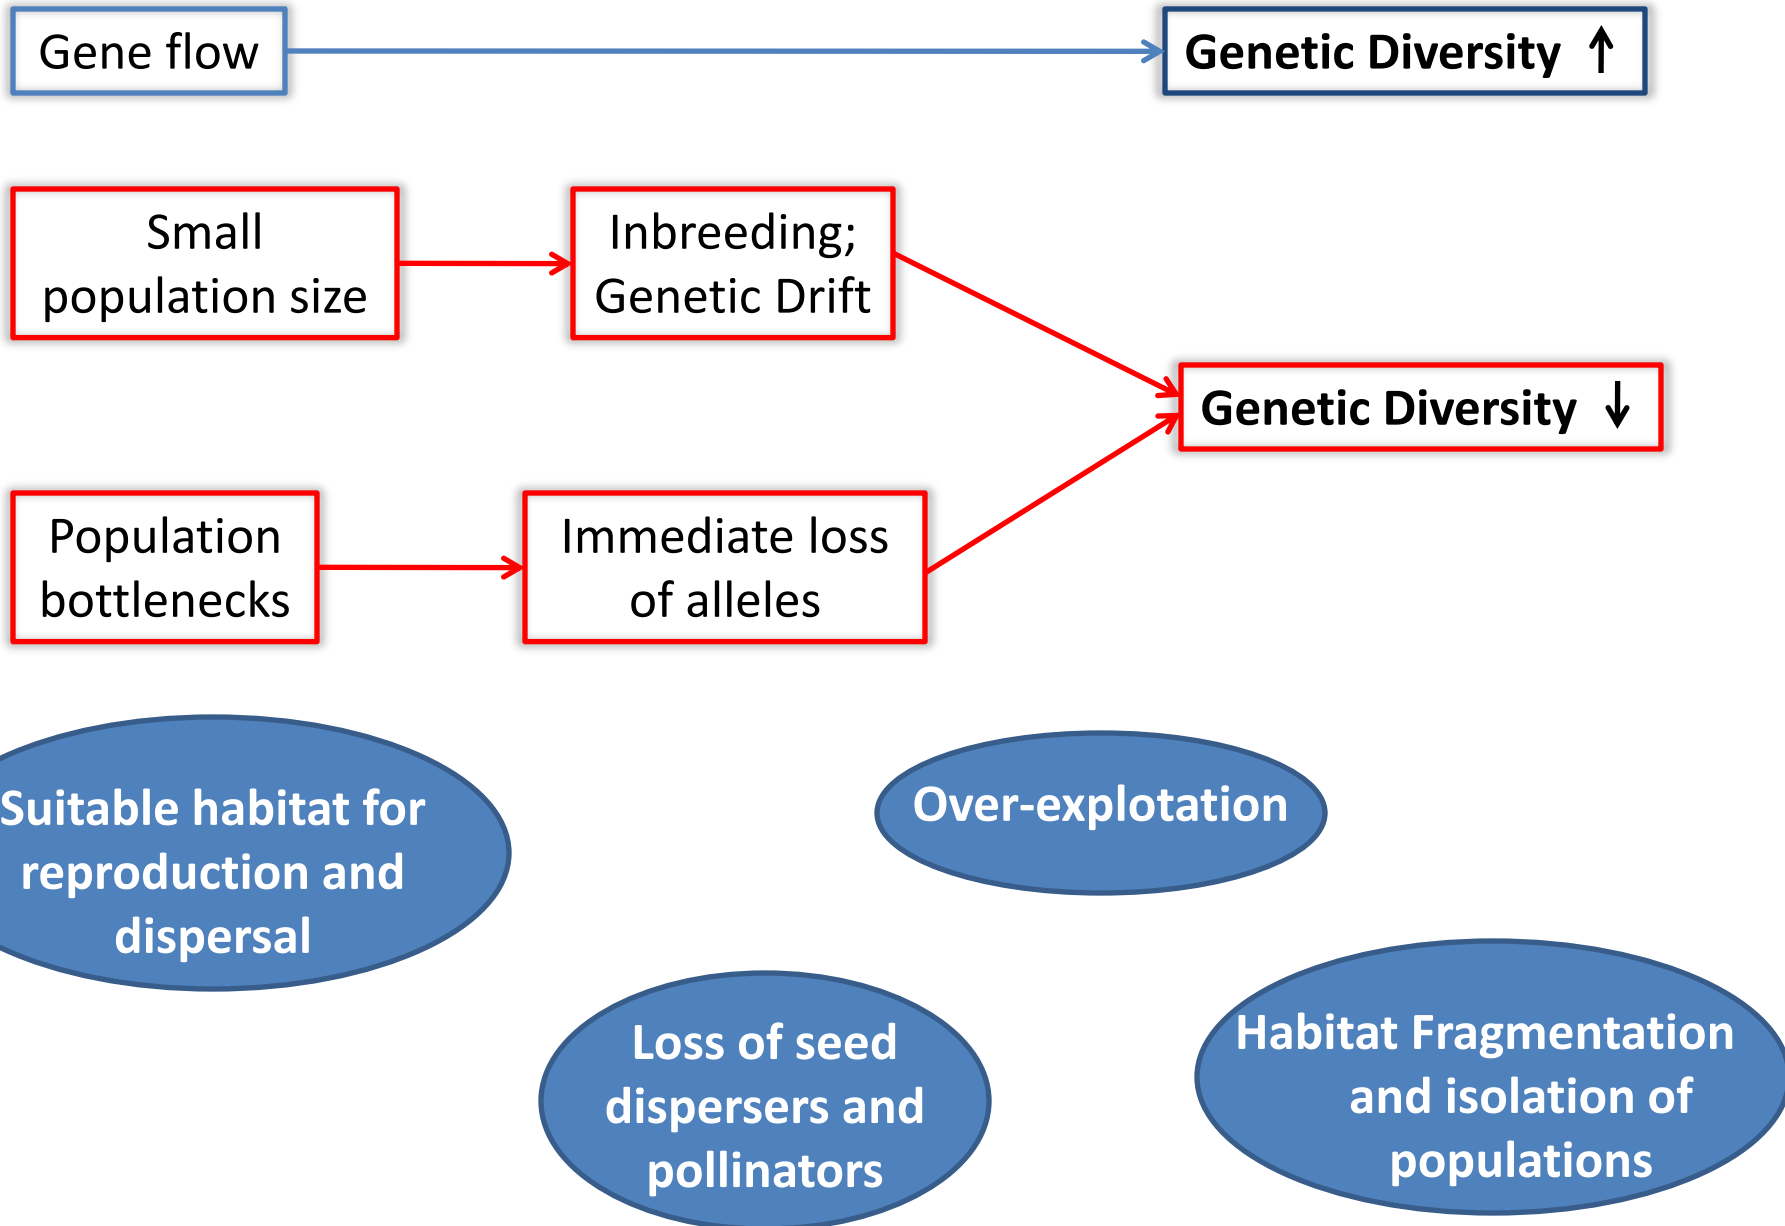 Gene flow
Genetic Diversity ↑
Small
population size
Inbreeding;
Genetic Drift
Genetic Diversity ↓
Population
bottlenecks
Immediate loss
of alleles
Suitable habitat for
reproduction and
dispersal
Over-explotation
Loss of seed
dispersers and
pollinators
Habitat Fragmentation
and isolation of
populations